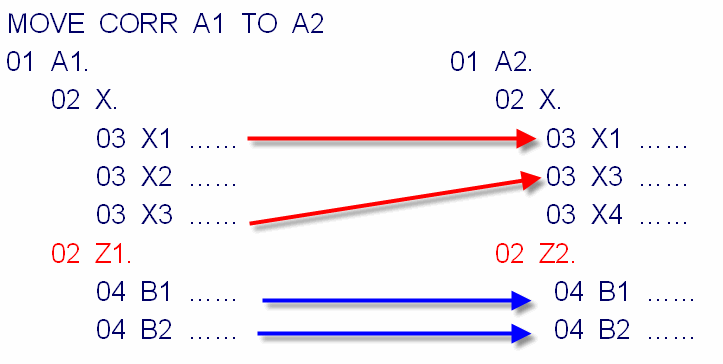 MOVE CORR A1 TO A2
01 A1. 01 A2.
02 X. 02 X.
03 X1 …… 03 X1 ……
03 X2 …… 03 X3 ……
03 X3 …… 03 X4 ……
02 Z1. 02 Z2.
04 B1 …… 04 B1 ……
04 B2 …… 04 B2 ……